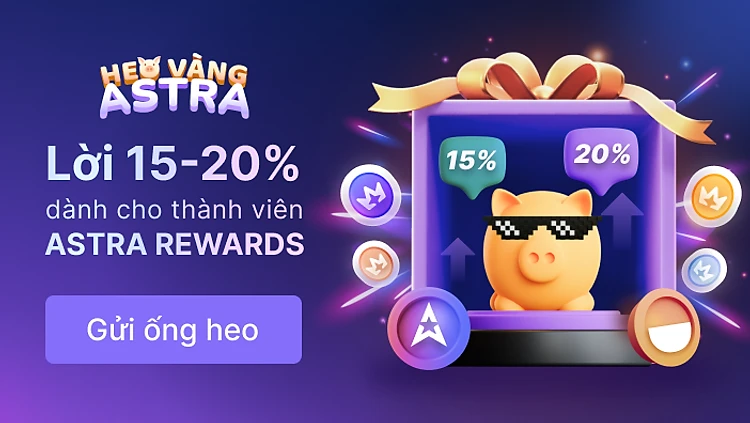 HEO VÀNG
ASTRA
Lời 15-20%
dành cho thành viên
ASTRA REWARDS
Gửi ống heo
15%
20%